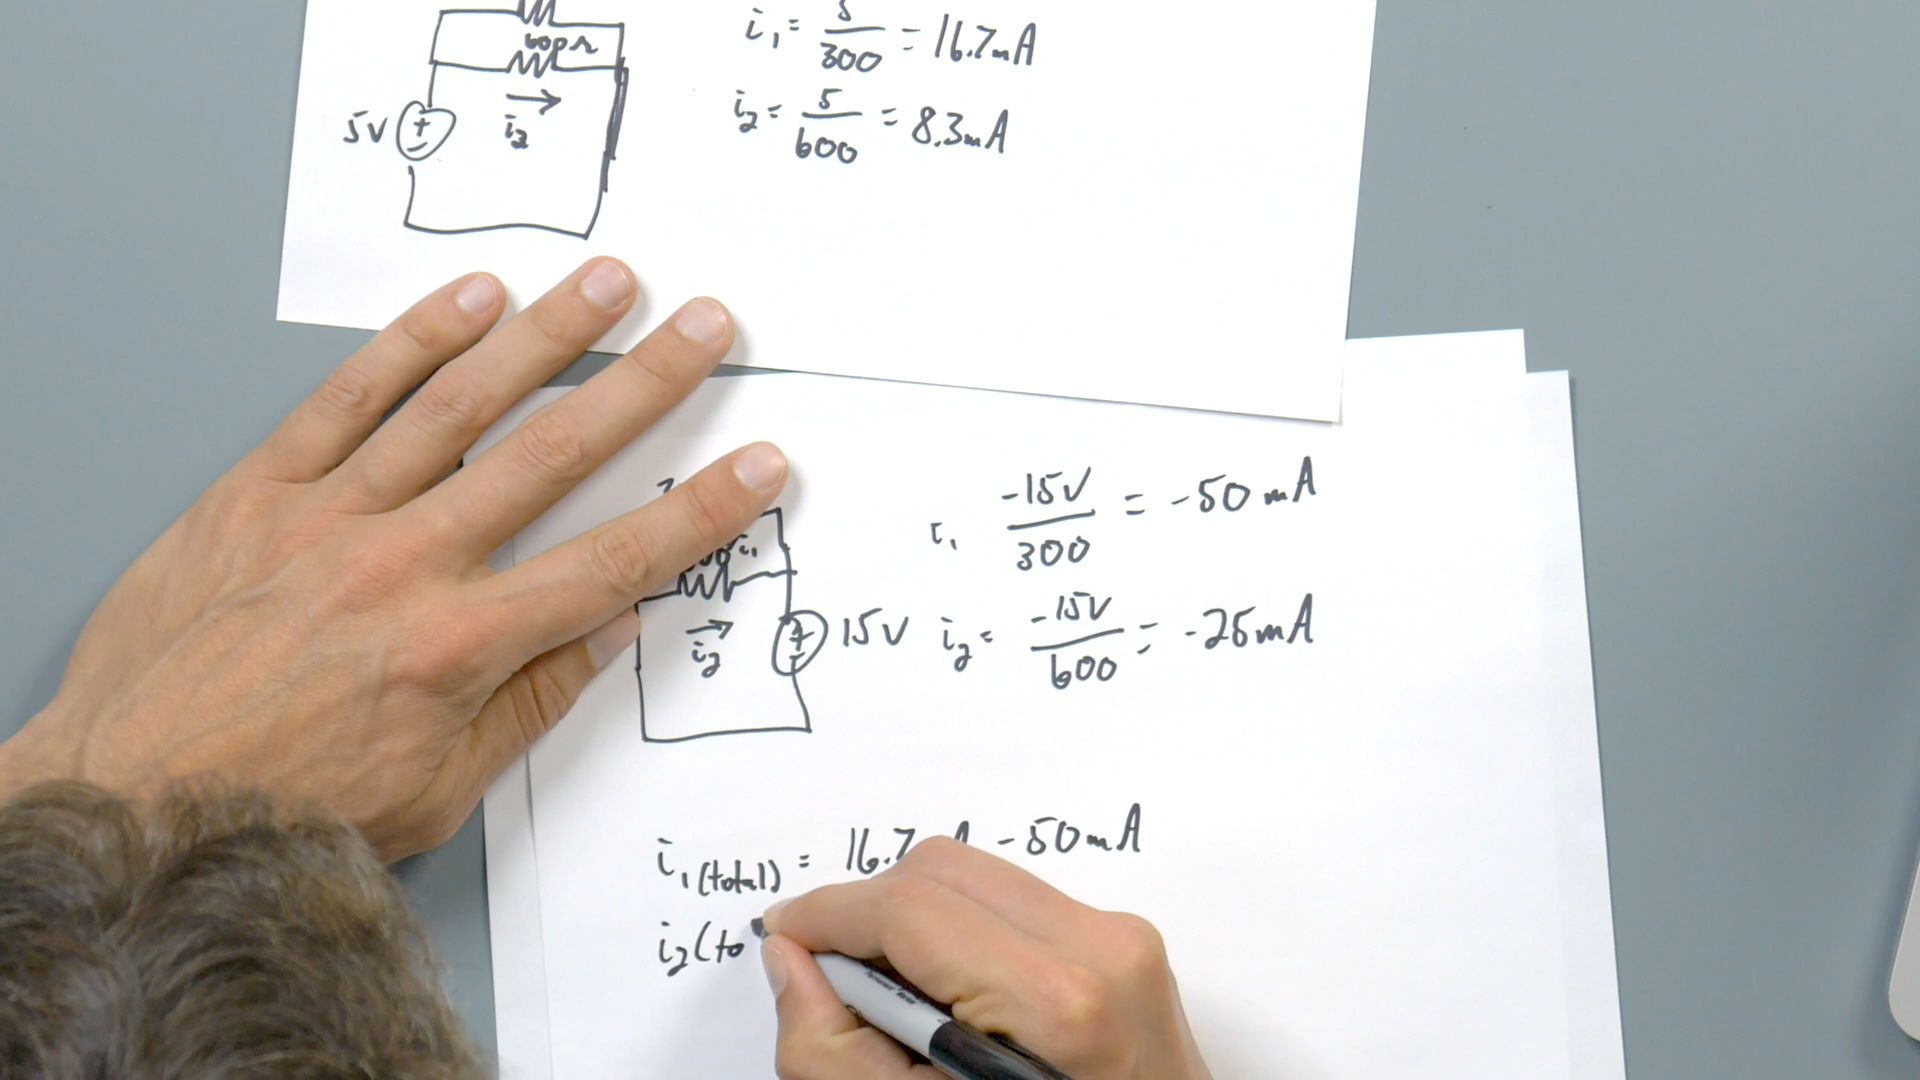 600Ω
5V
+
-
i₂
i₁ = 5/300 = 16.7mA
i₂ = 5/600 = 8.3mA
i₁
i₂
+
-
15V
i₁ -15V/300 = -50mA
i₂ = -15V/600 = -25mA
i₁(total) = 16.7 A - 50mA
i₂(to